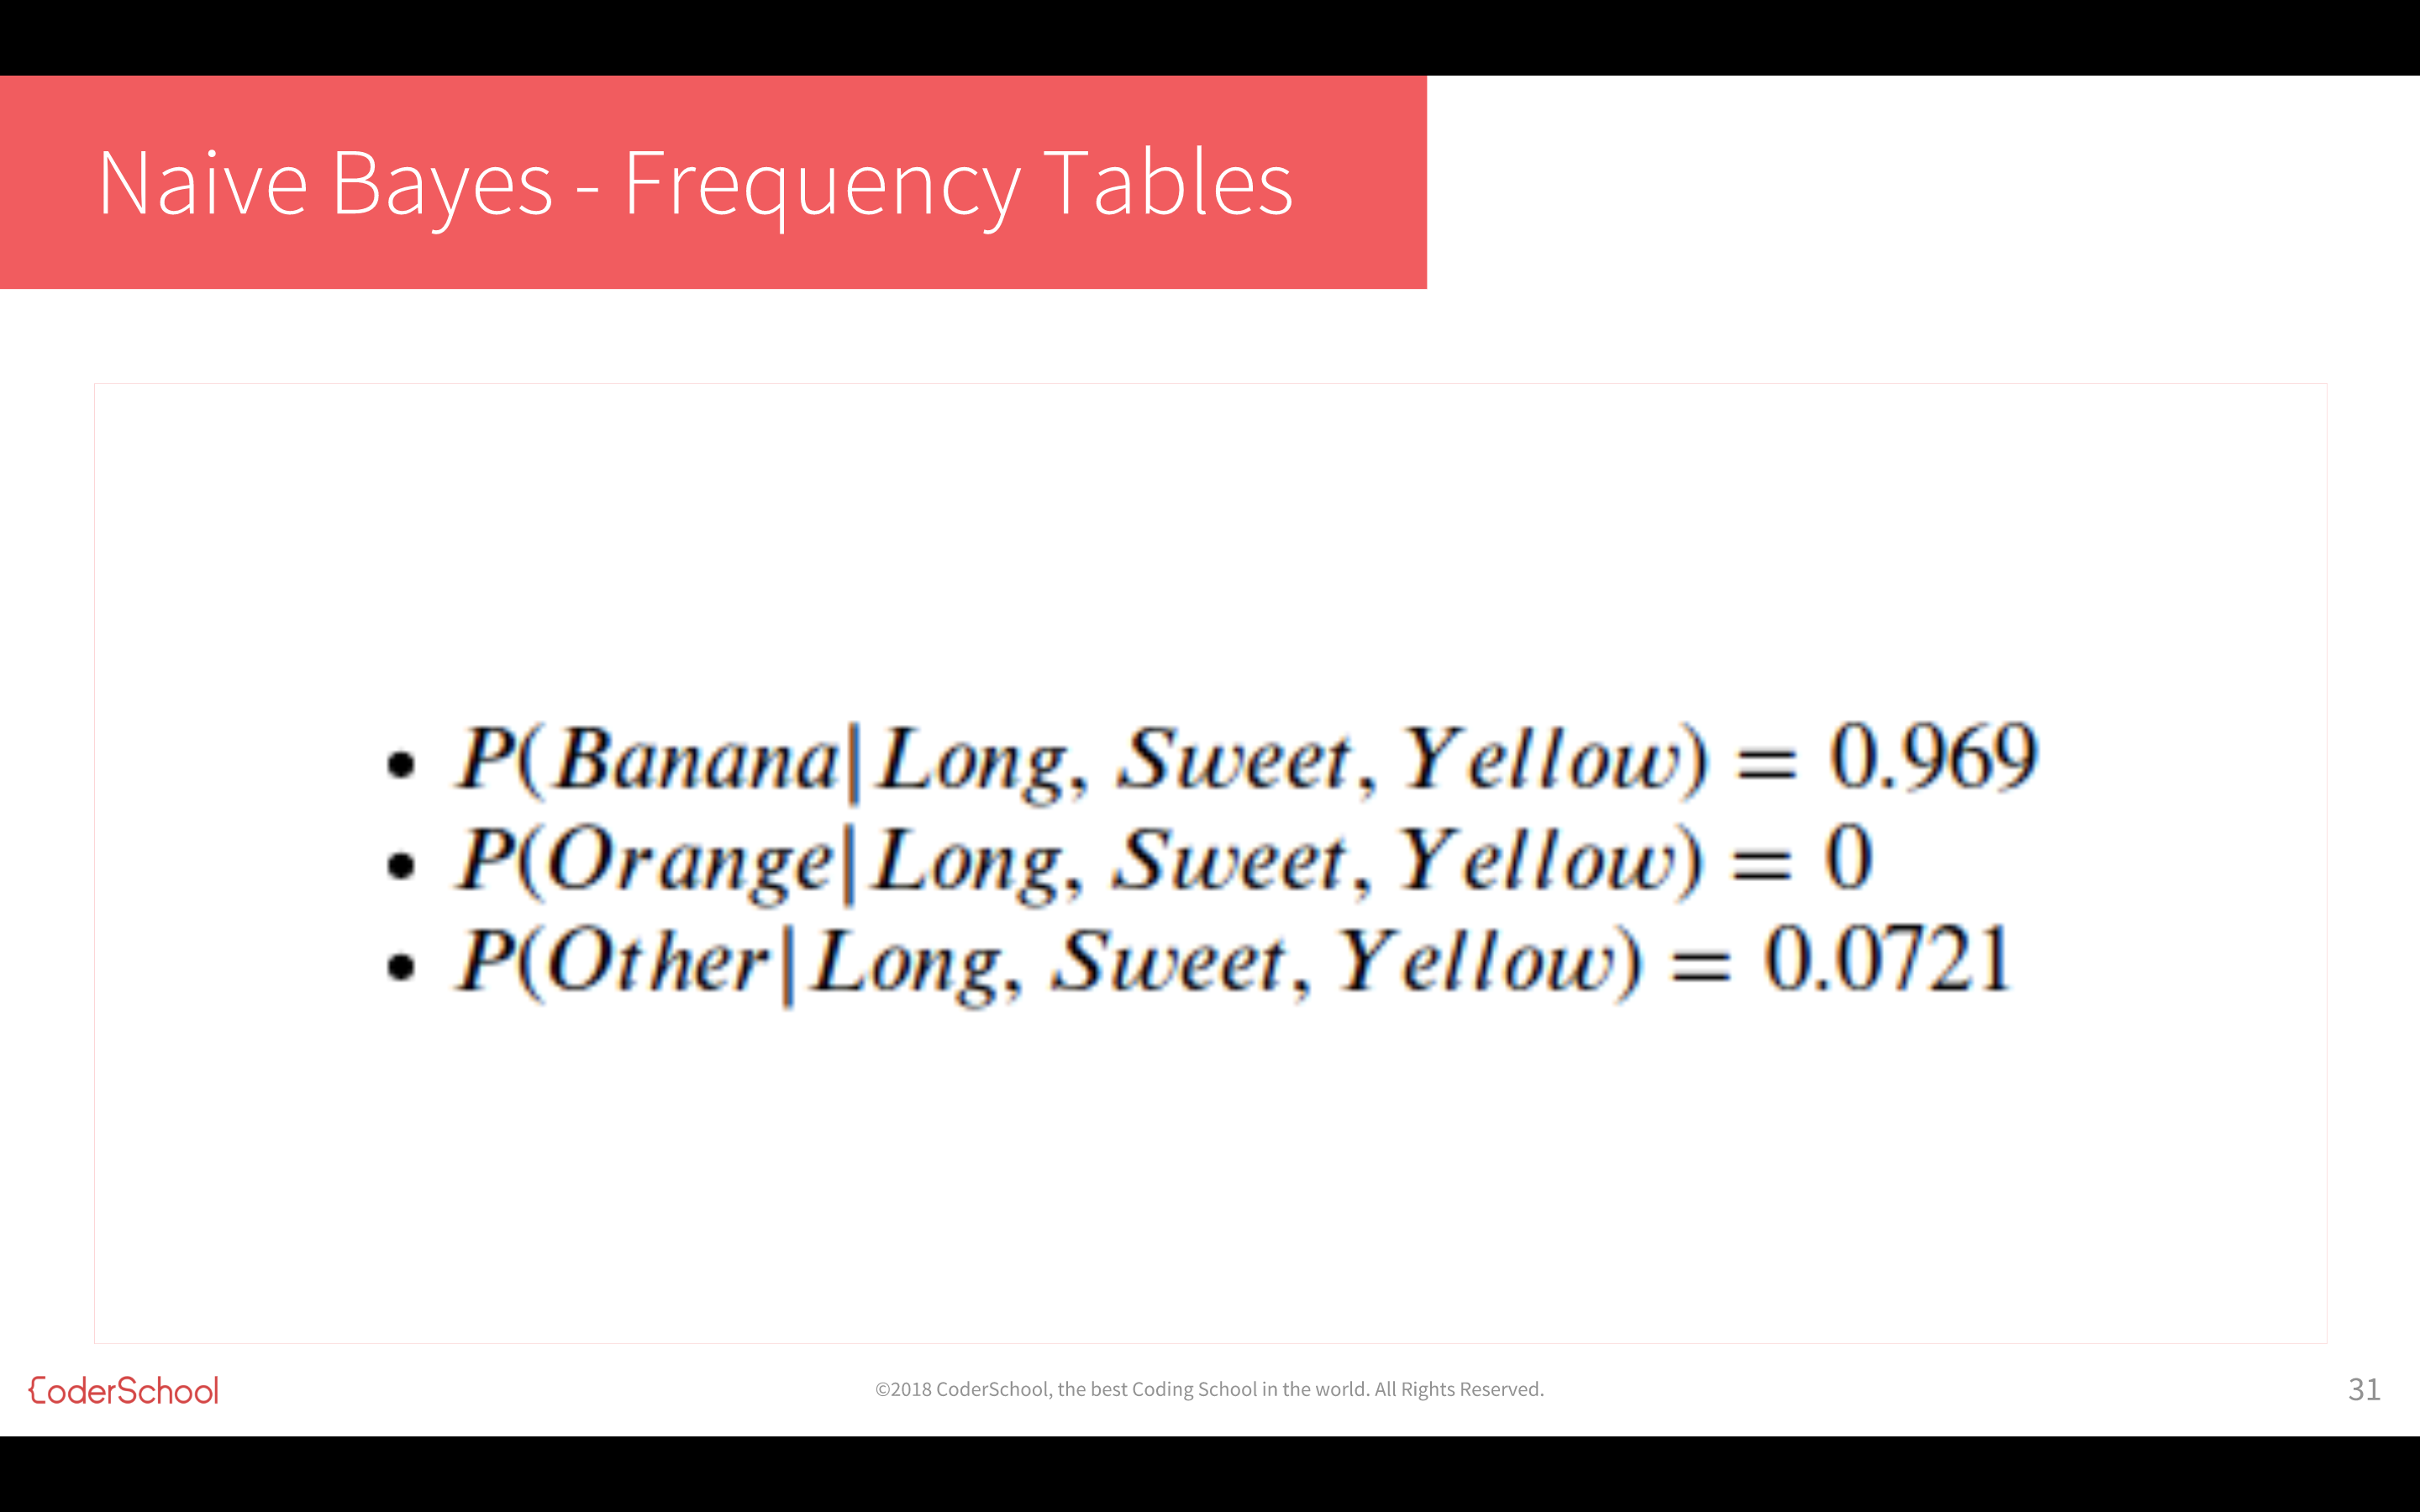 Naive Bayes - Frequency Tables
• P(Banana|Long, Sweet, Yellow) = 0.969
• P(Orange|Long, Sweet, Yellow) = 0
• P(Other|Long, Sweet, Yellow) = 0.0721
{CoderSchool
©2018 CoderSchool, the best Coding School in the world. All Rights Reserved.
31